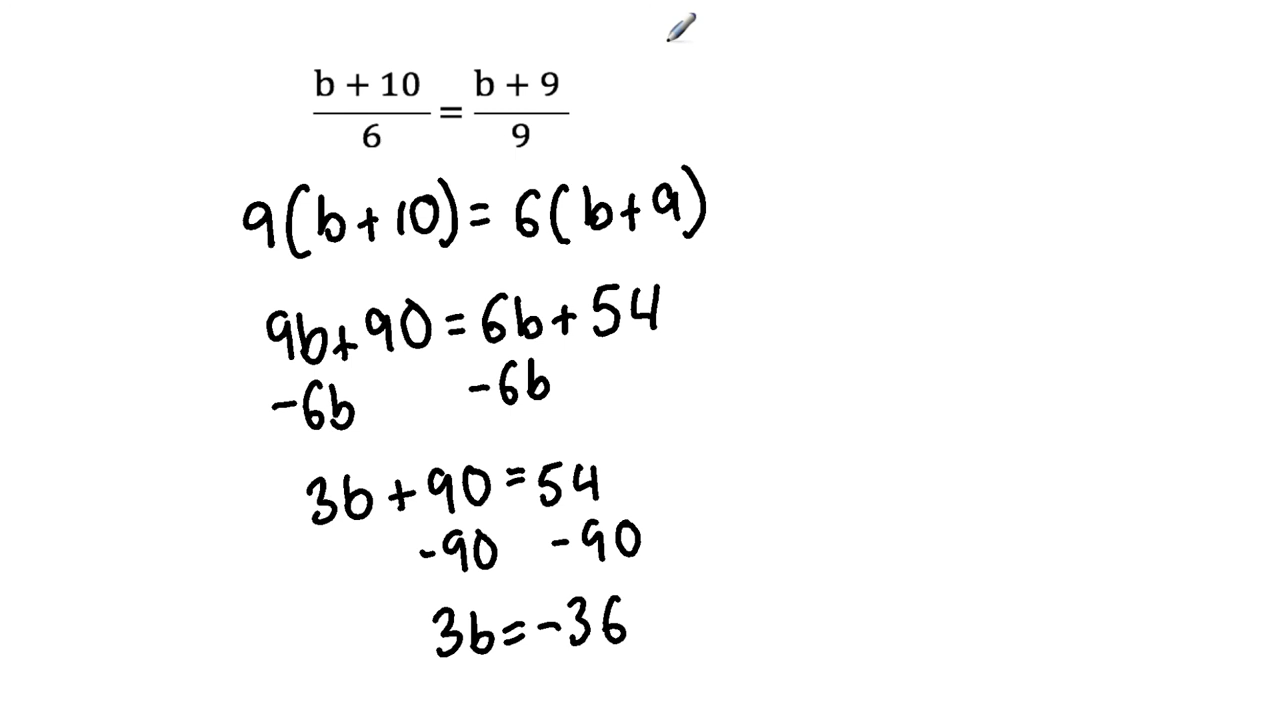 b + 10 / 6 = b + 9 / 9
9(b+10)=6(b+9)
9b+90=6b+54
-6b -6b
3b+90=54
-90 -90
3b=-36